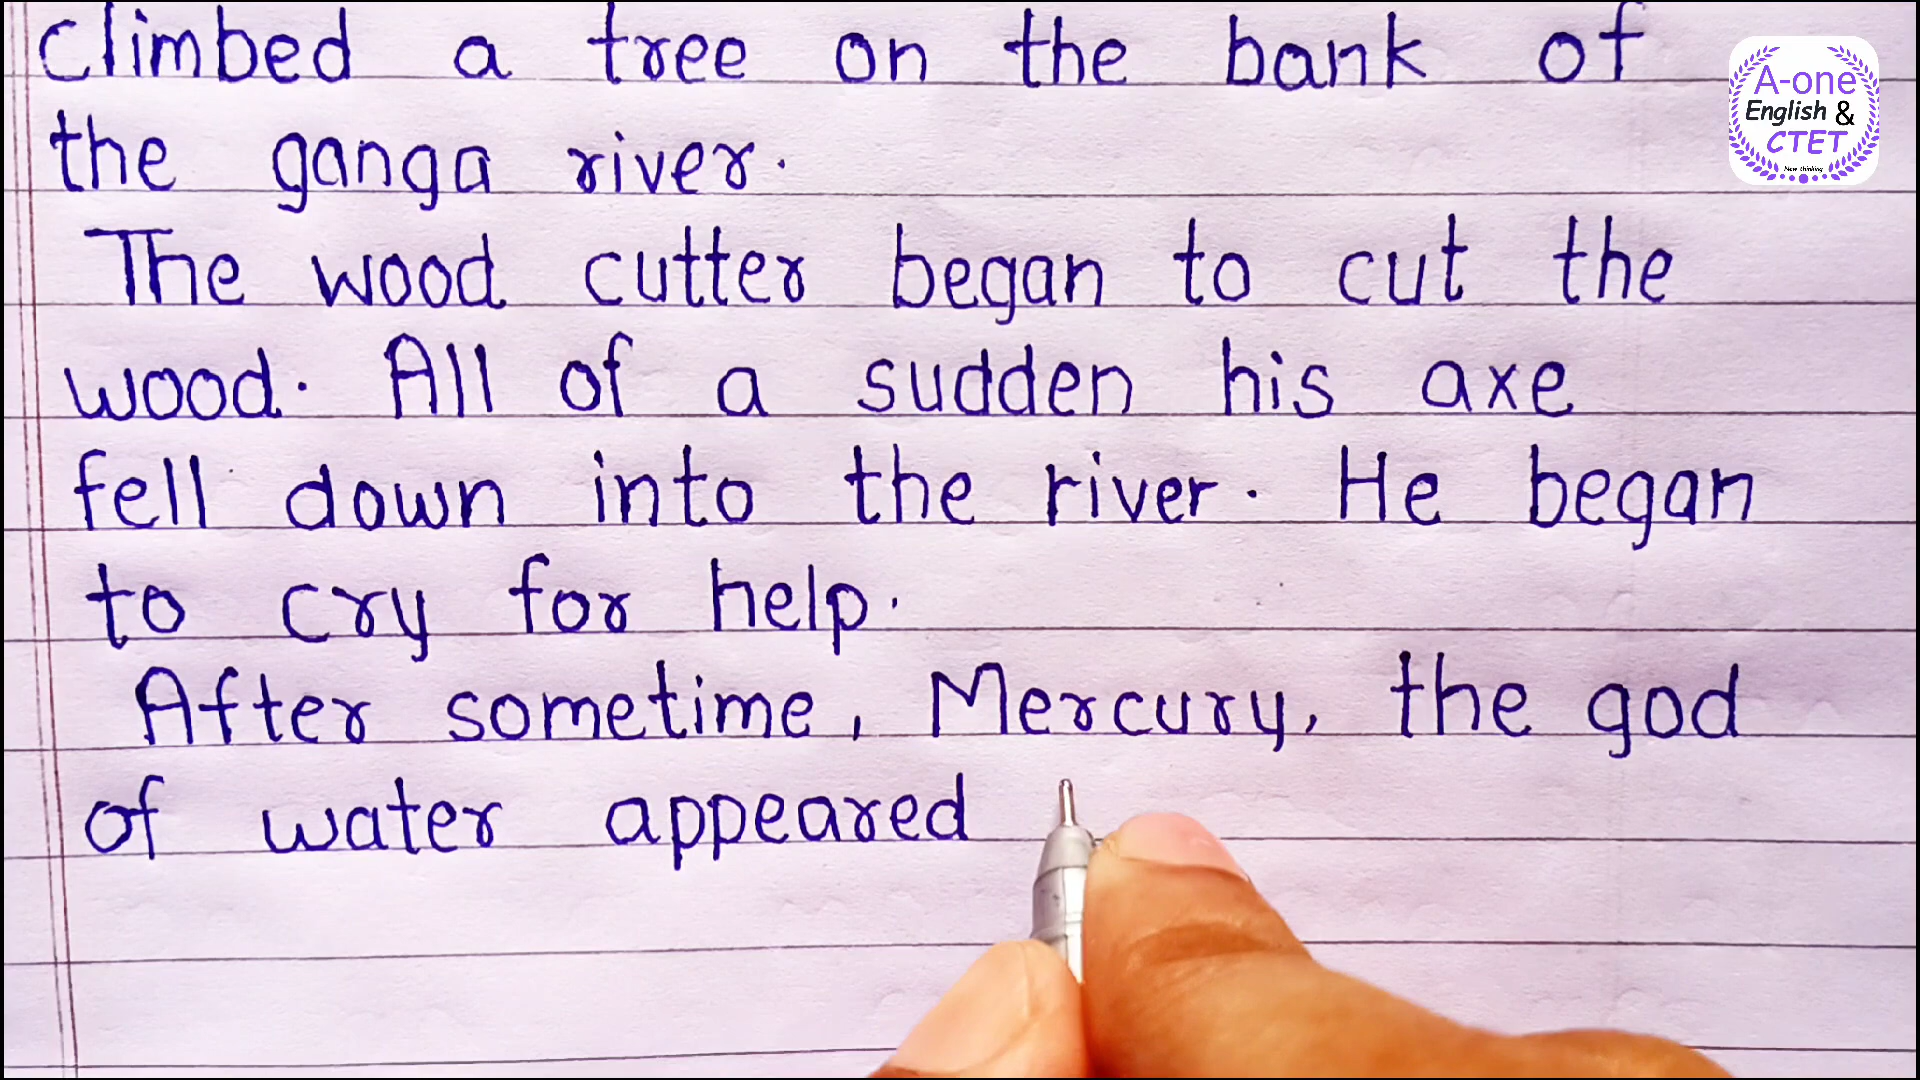 climbed a tree on the bank of
the ganga river.
The wood cutter began to cut the
wood. All of a sudden his axe
fell down into the river. He began
to cry for help.
After sometime, Mercury, the god
of water appeared
A-one
English &
CTET
New thinking